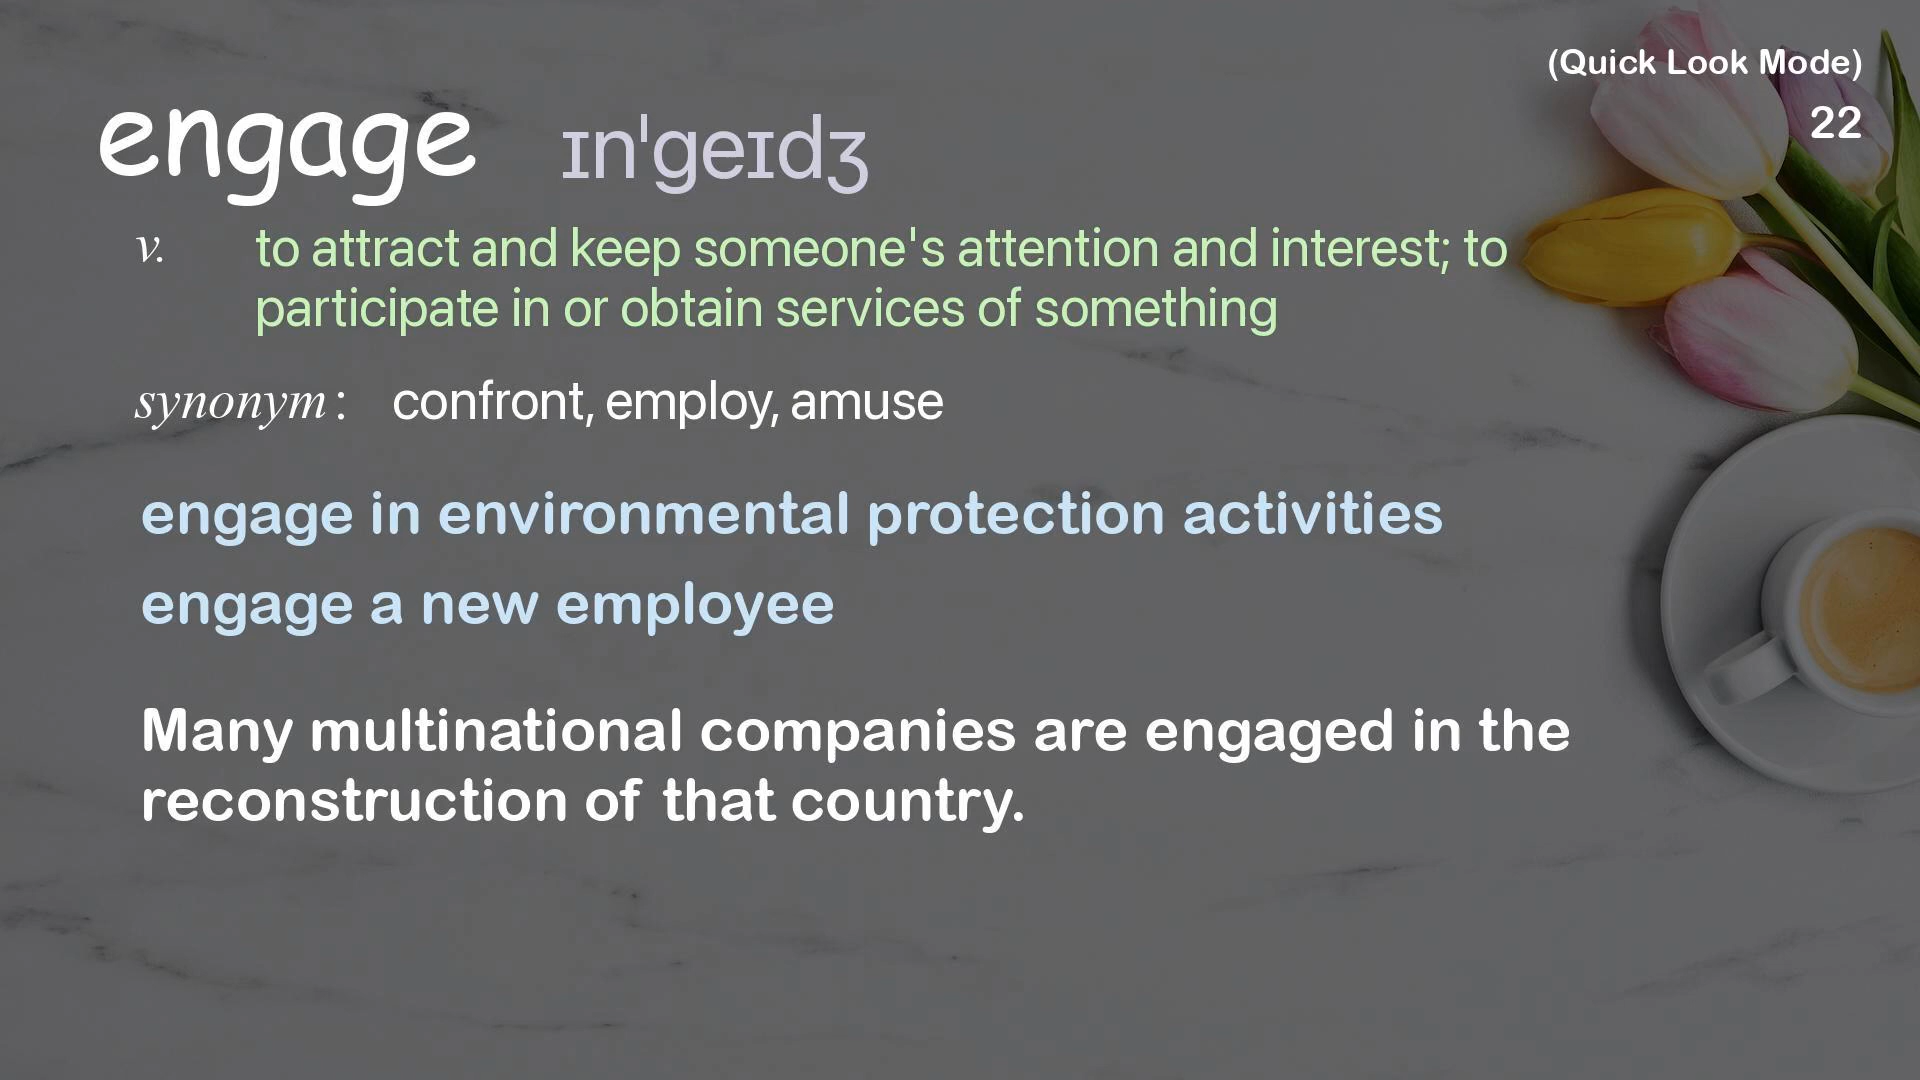 (Quick Look Mode)
22
engage ɪnˈɡeɪdʒ
v. to attract and keep someone's attention and interest; to
participate in or obtain services of something
synonym: confront, employ, amuse
engage in environmental protection activities
engage a new employee
Many multinational companies are engaged in the
reconstruction of that country.